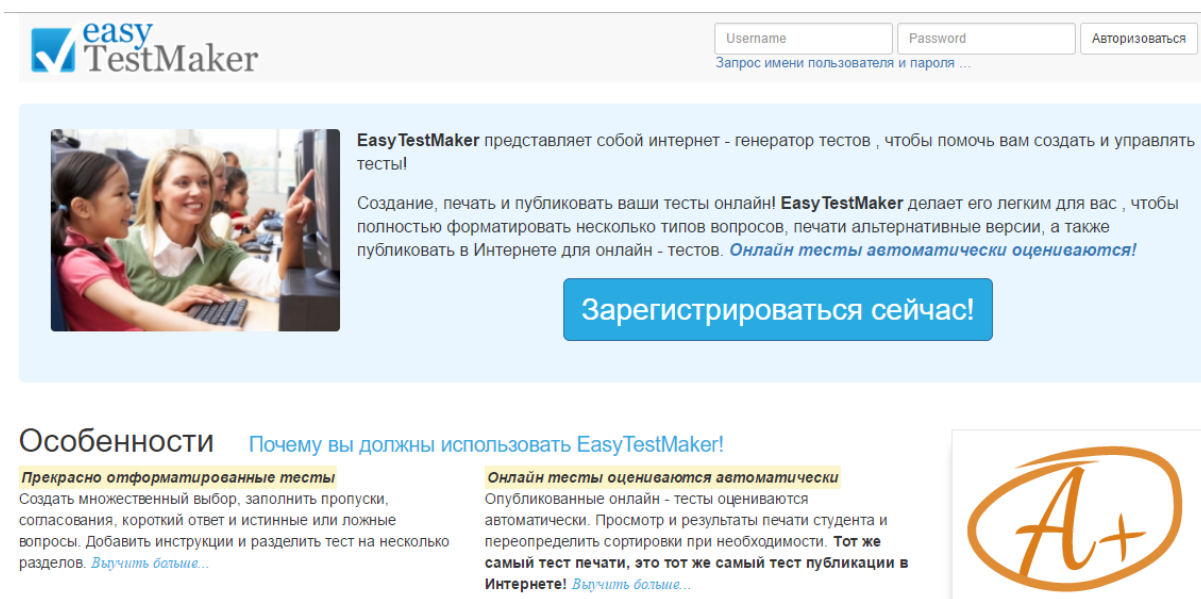 easy
TestMaker
Username
Password
Авторизоваться
Запрос имени пользователя и пароля ...
EasyTestMaker представляет собой интернет - генератор тестов , чтобы помочь вам создать и управлять
тесты!
Создание, печать и публиковать ваши тесты онлайн! EasyTestMaker делает его легким для вас , чтобы
полностью форматировать несколько типов вопросов, печати альтернативные версии, а также
публиковать в Интернете для онлайн - тестов. Онлайн тесты автоматически оцениваются!
Зарегистрироваться сейчас!
Особенности Почему вы должны использовать EasyTestMaker!
Прекрасно отформатированные тесты
Создать множественный выбор, заполнить пропуски,
согласования, короткий ответ и истинные или ложные
вопросы. Добавить инструкции и разделить тест на несколько
разделов. Выучить больше...
Онлайн тесты оцениваются автоматически
Опубликованные онлайн - тесты оцениваются
автоматически. Просмотр и результаты печати студента и
переопределить сортировки при необходимости. Тот же
самый тест печати, это тот же самый тест публикации в
Интернете! Выучить больше...
A+